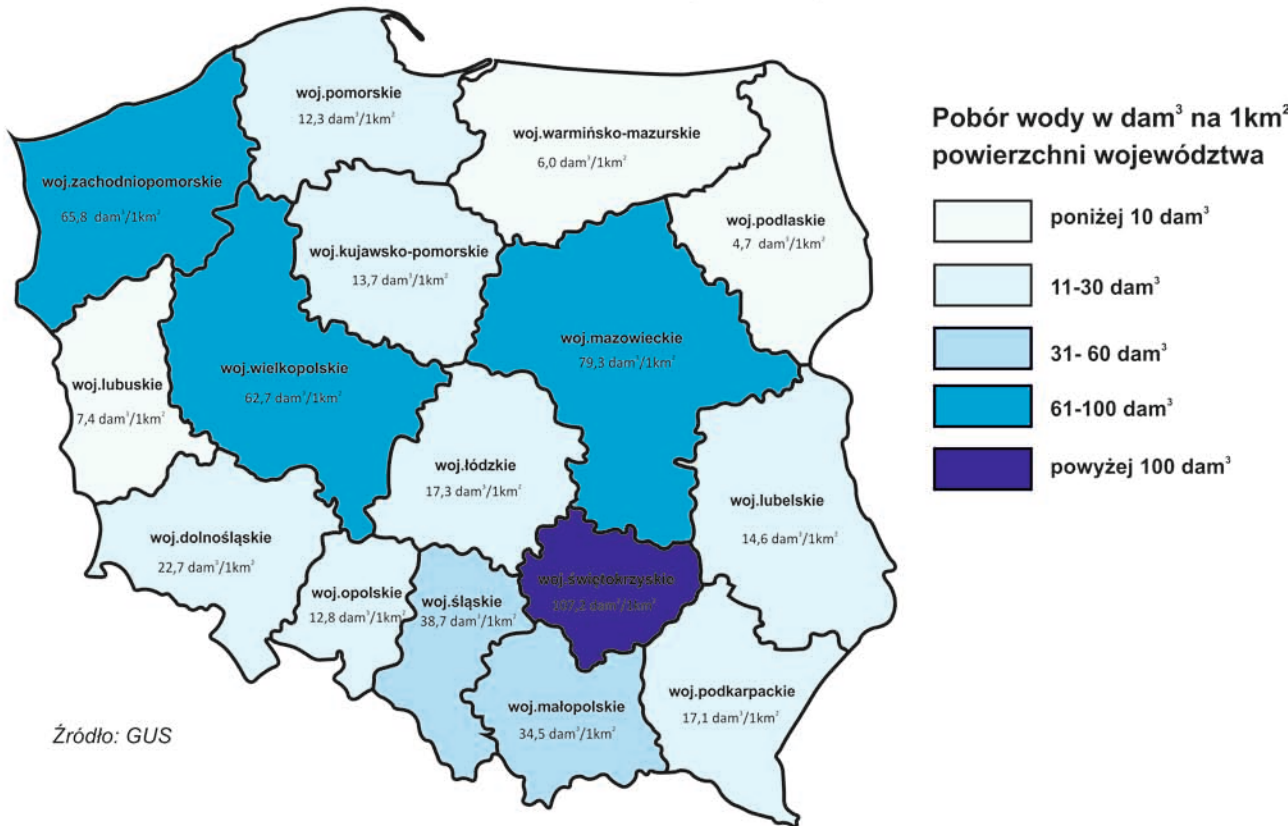 woj.pomorskie
12,3 dam³/1km²
woj.warmińsko-mazurskie
6,0 dam³/1km²
woj.zachodniopomorskie
65,8 dam³/1km²
woj.podlaskie
4,7 dam³/1km²
woj.kujawsko-pomorskie
13,7 dam³/1km²
woj.mazowieckie
79,3 dam³/1km²
woj.wielkopolskie
62,7 dam³/1km²
woj.lubuskie
7,4 dam³/1km²
woj.łódzkie
17,3 dam³/1km²
woj.lubelskie
14,6 dam³/1km²
woj.dolnośląskie
22,7 dam³/1km²
woj.opolskie
12,8 dam³/1km²
woj.śląskie
38,7 dam³/1km²
woj.świętokrzyskie
dam³/1km²
woj.małopolskie
34,5 dam³/1km²
woj.podkarpackie
17,1 dam³/1km²
Źródło: GUS
Pobór wody w dam³ na 1km²
powierzchni województwa
poniżej 10 dam³
11-30 dam³
31- 60 dam³
61-100 dam³
powyżej 100 dam³